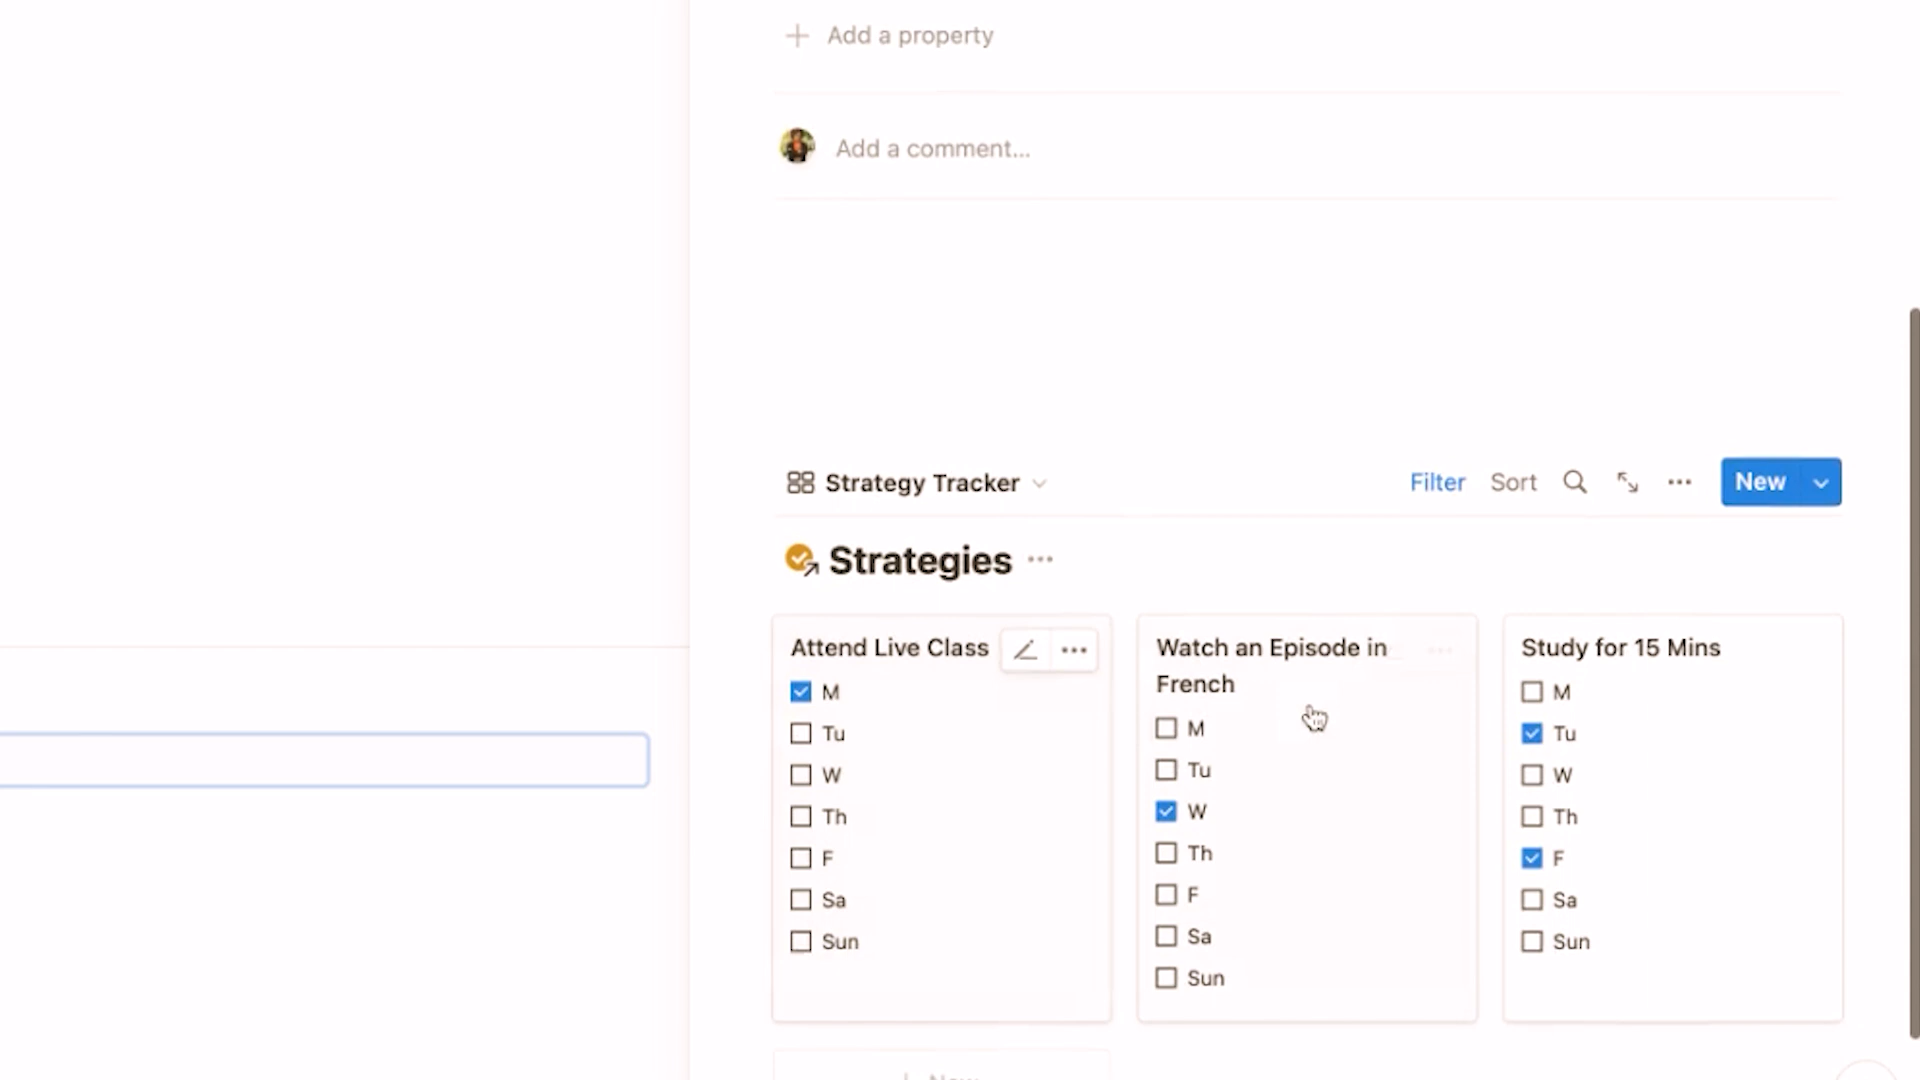 Add a property
Add a comment...
Strategy Tracker
Filter Sort New
Strategies
Attend Live Class
M
Tu
W
Th
F
Sa
Sun
Watch an Episode in
French
M
Tu
W
Th
F
Sa
Sun
Study for 15 Mins
M
Tu
W
Th
F
Sa
Sun